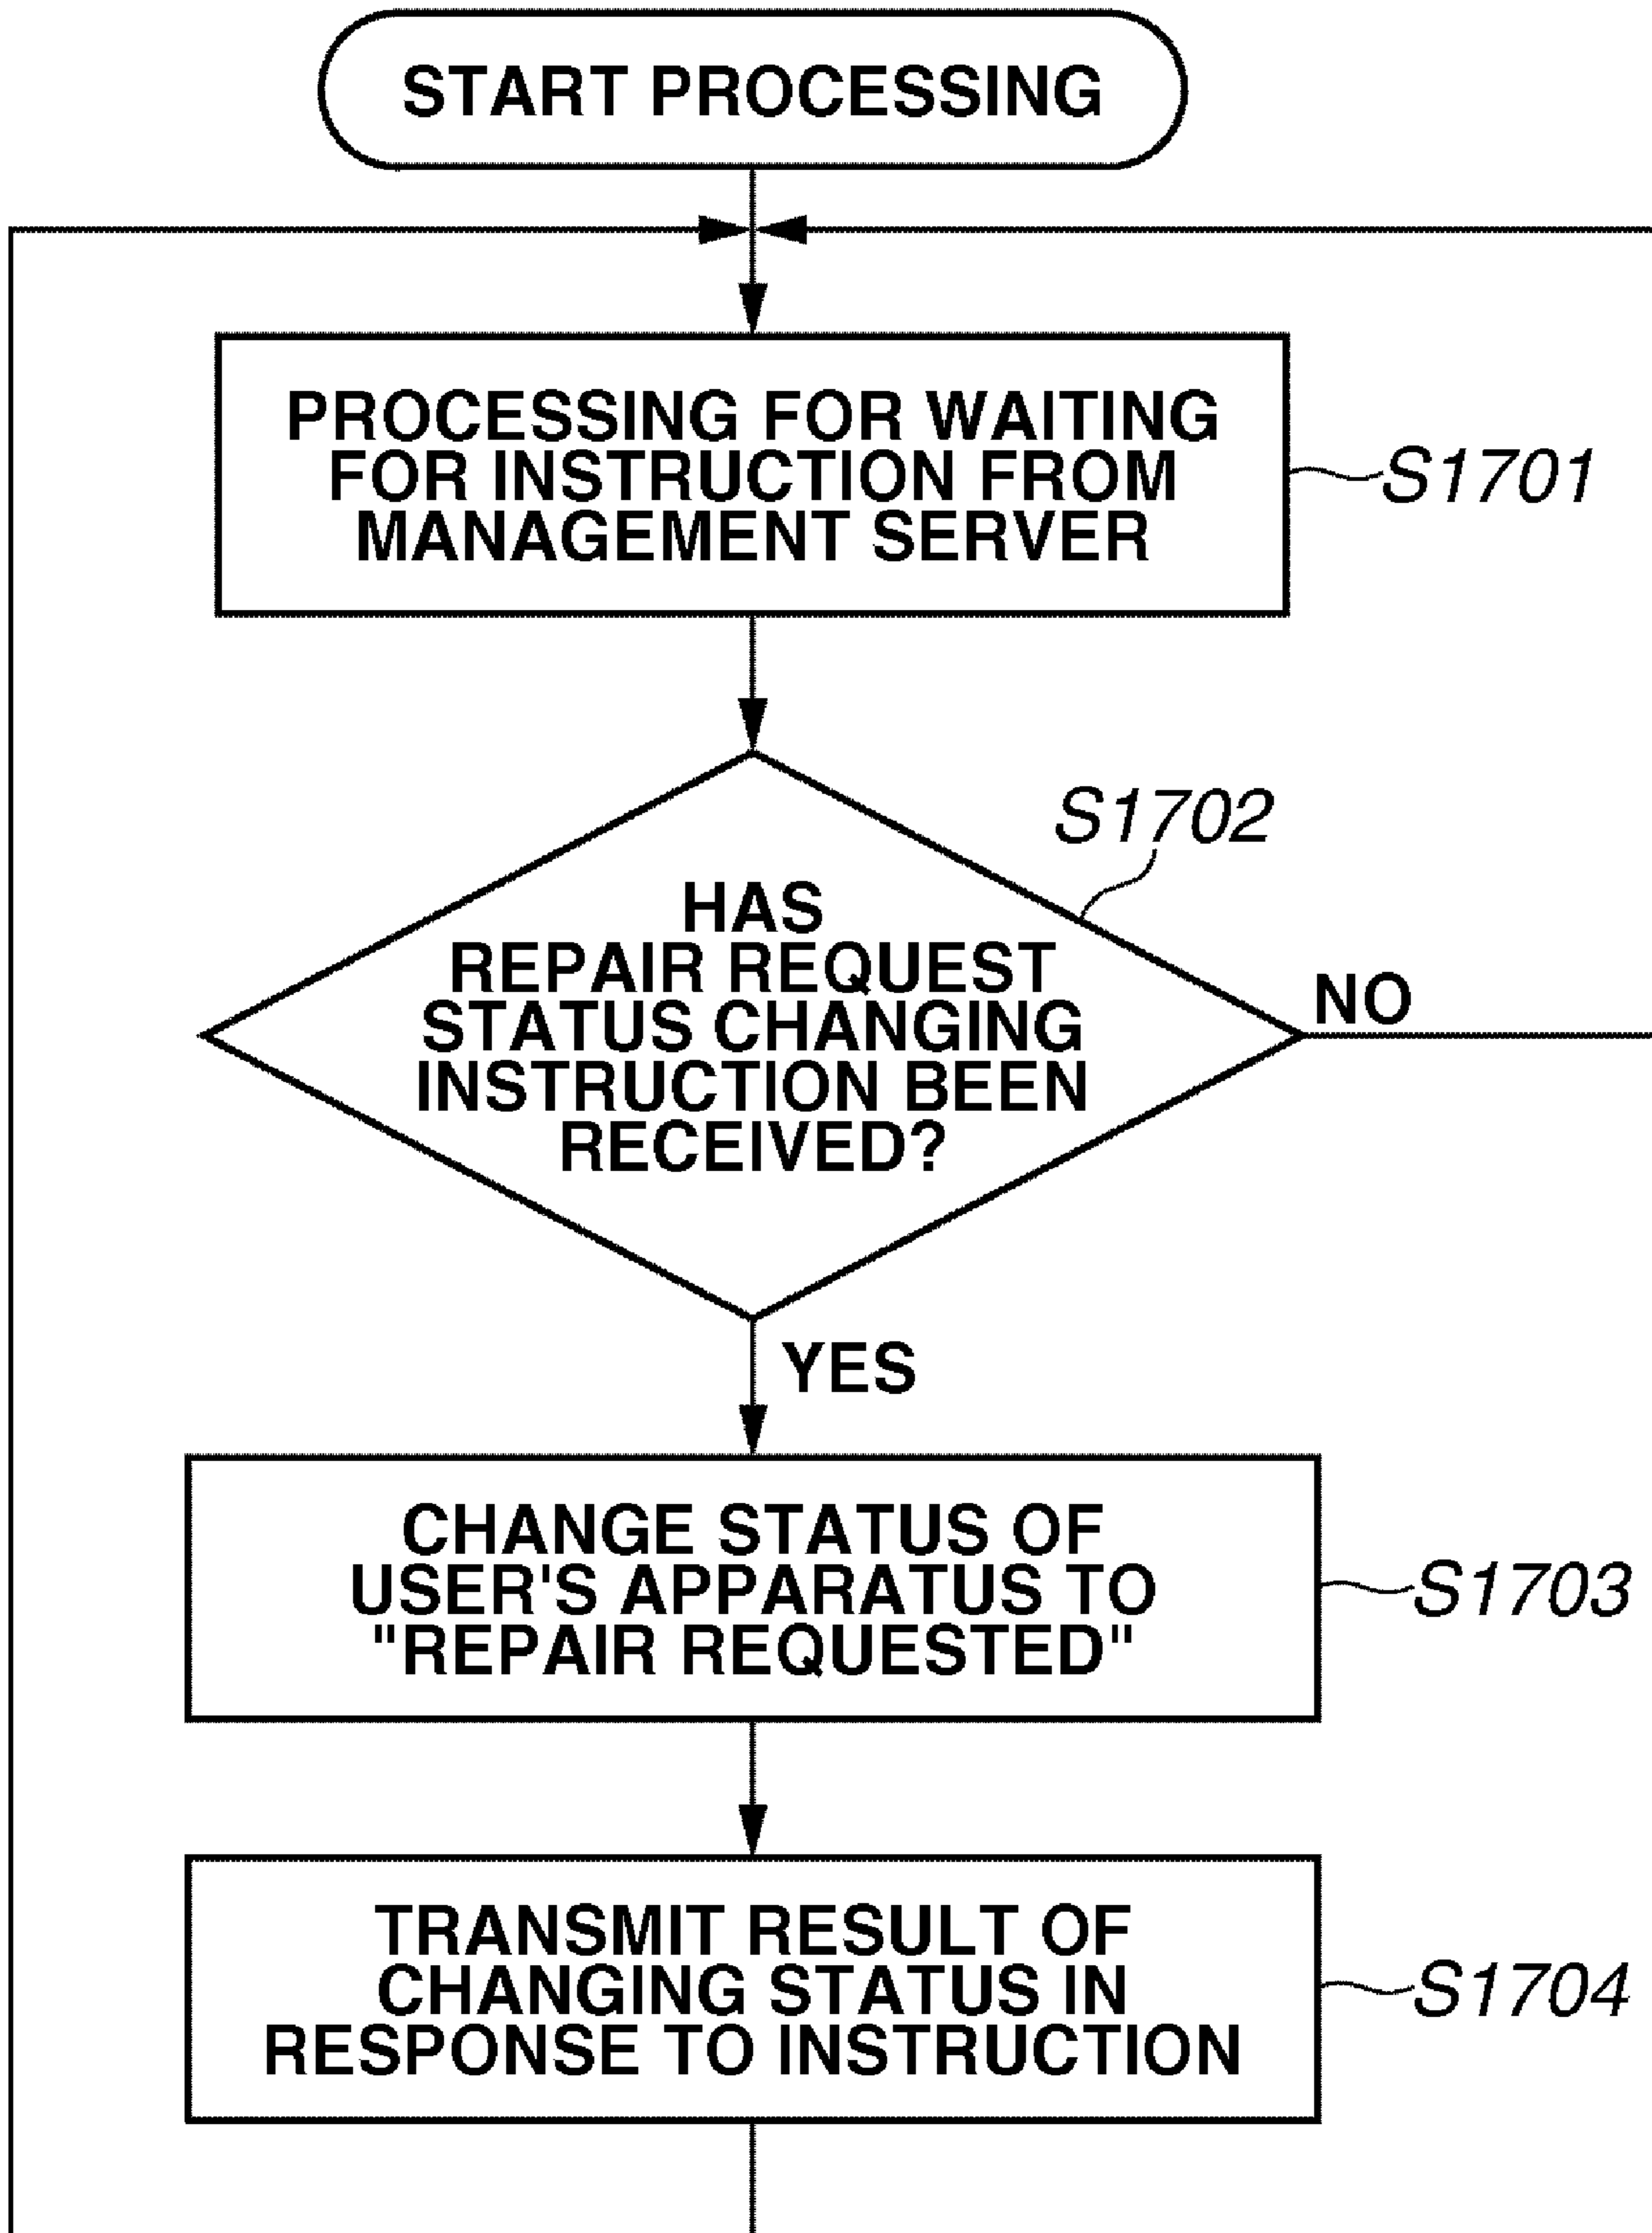 START PROCESSING
PROCESSING FOR WAITING
FOR INSTRUCTION FROM
MANAGEMENT SERVER
S1701
S1702
HAS
REPAIR REQUEST
STATUS CHANGING
INSTRUCTION BEEN
RECEIVED?
NO
YES
CHANGE STATUS OF
USER'S APPARATUS TO
"REPAIR REQUESTED"
S1703
TRANSMIT RESULT OF
CHANGING STATUS IN
RESPONSE TO INSTRUCTION
S1704